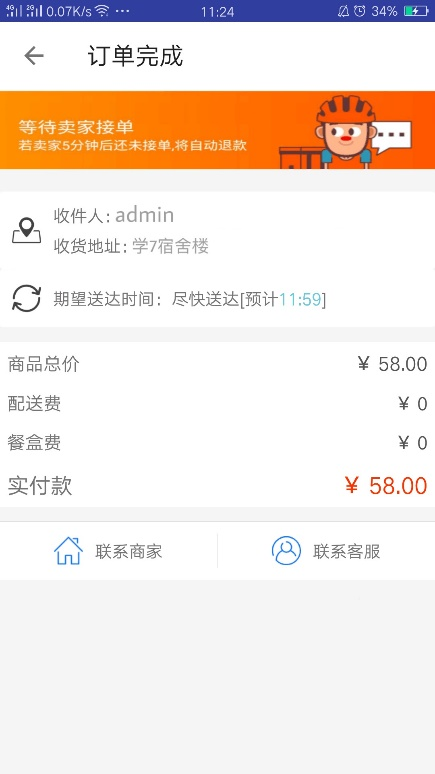 4G 2G 0.07K/s ... 11:24 34%
订单完成
等待卖家接单
若卖家5分钟后还未接单,将自动退款
收件人: admin
收货地址: 学7宿舍楼
期望送达时间: 尽快送达[预计11:59]
商品总价 ¥ 58.00
配送费 ¥ 0
餐盒费 ¥ 0
实付款 ¥ 58.00
联系商家 联系客服